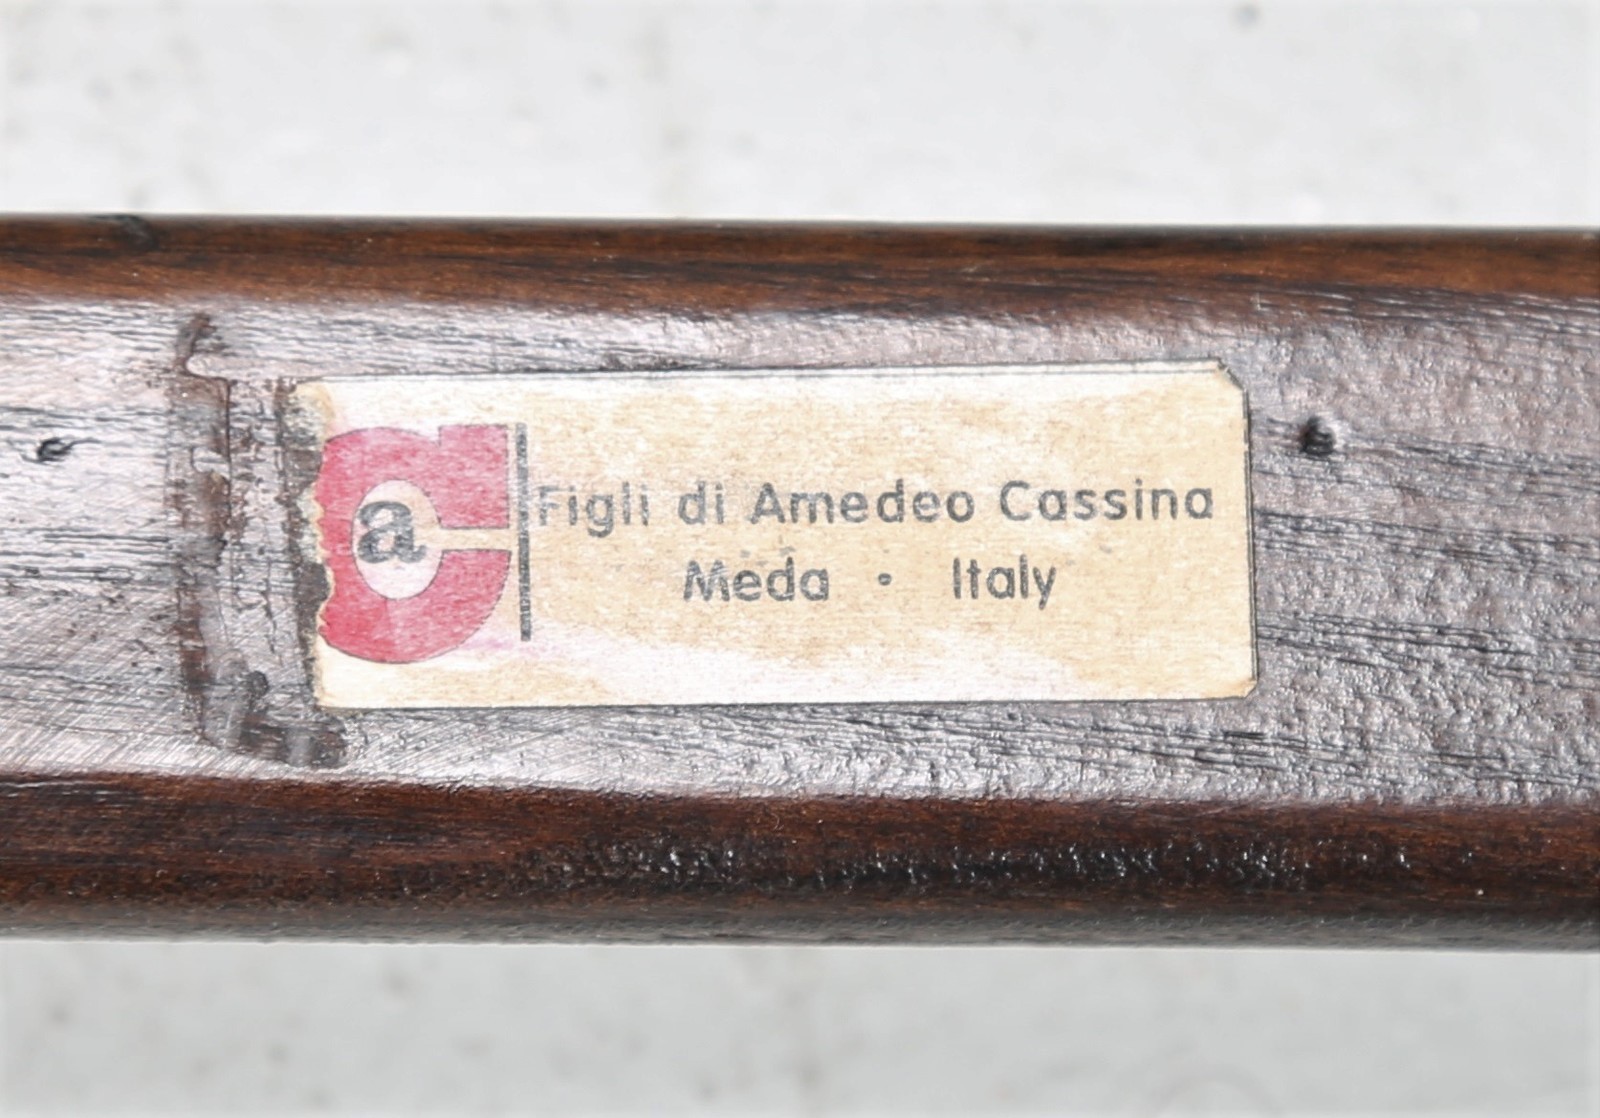 a
Figli di Amedeo Cassina
Meda • Italy